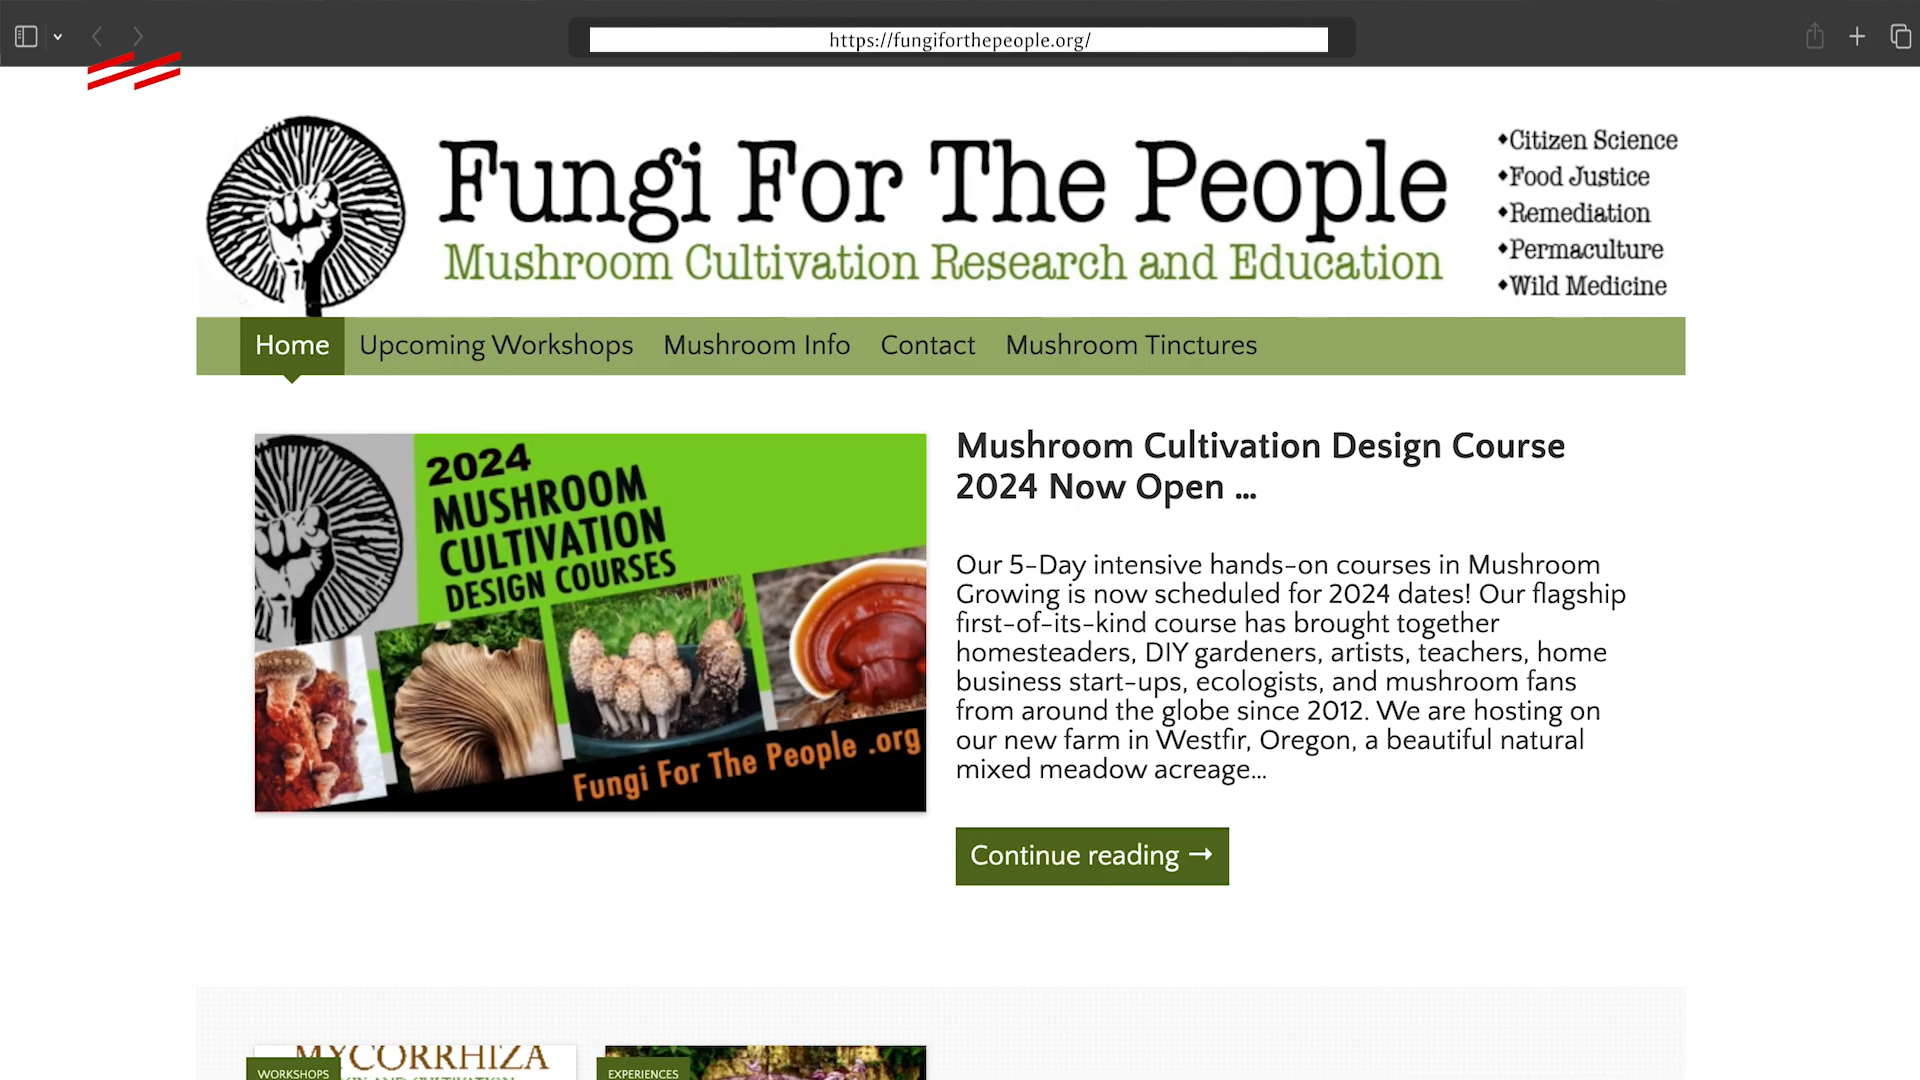 https://fungiforthepeople.org/
Fungi For The People
Mushroom Cultivation Research and Education
◆Citizen Science
◆Food Justice
◆Remediation
◆Permaculture
◆Wild Medicine
Home Upcoming Workshops Mushroom Info Contact Mushroom Tinctures
2024
MUSHROOM
CULTIVATION
DESIGN COURSES
Fungi For The People .org
Mushroom Cultivation Design Course
2024 Now Open …
Our 5-Day intensive hands-on courses in Mushroom
Growing is now scheduled for 2024 dates! Our flagship
first-of-its-kind course has brought together
homesteaders, DIY gardeners, artists, teachers, home
business start-ups, ecologists, and mushroom fans
from around the globe since 2012. We are hosting on
our new farm in Westfir, Oregon, a beautiful natural
mixed meadow acreage…
Continue reading →
MYCORRHIZA
WORKSHOPS
EXPERIENCES